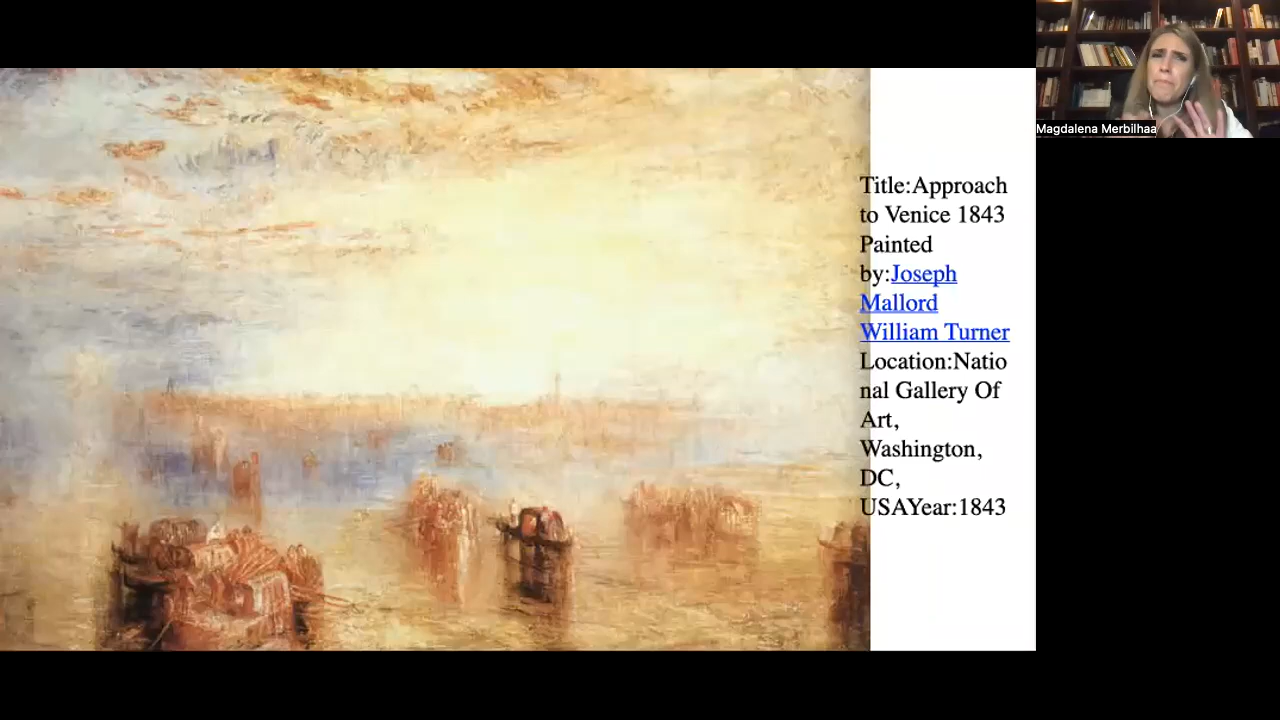 Title:Approach
to Venice 1843
Painted
by:Joseph
Mallord
William Turner
Location:Natio
nal Gallery Of
Art,
Washington,
DC,
USAYear:1843
Magdalena Merbilhaa